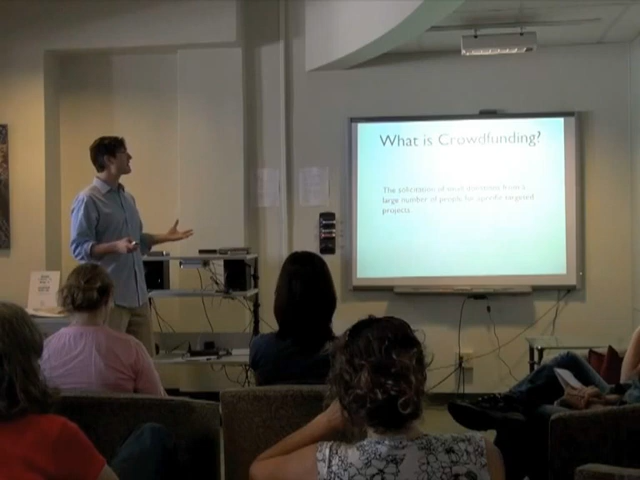 What is Crowdfunding?
The solicitation of small donations from a
large number of people for specific targeted
projects